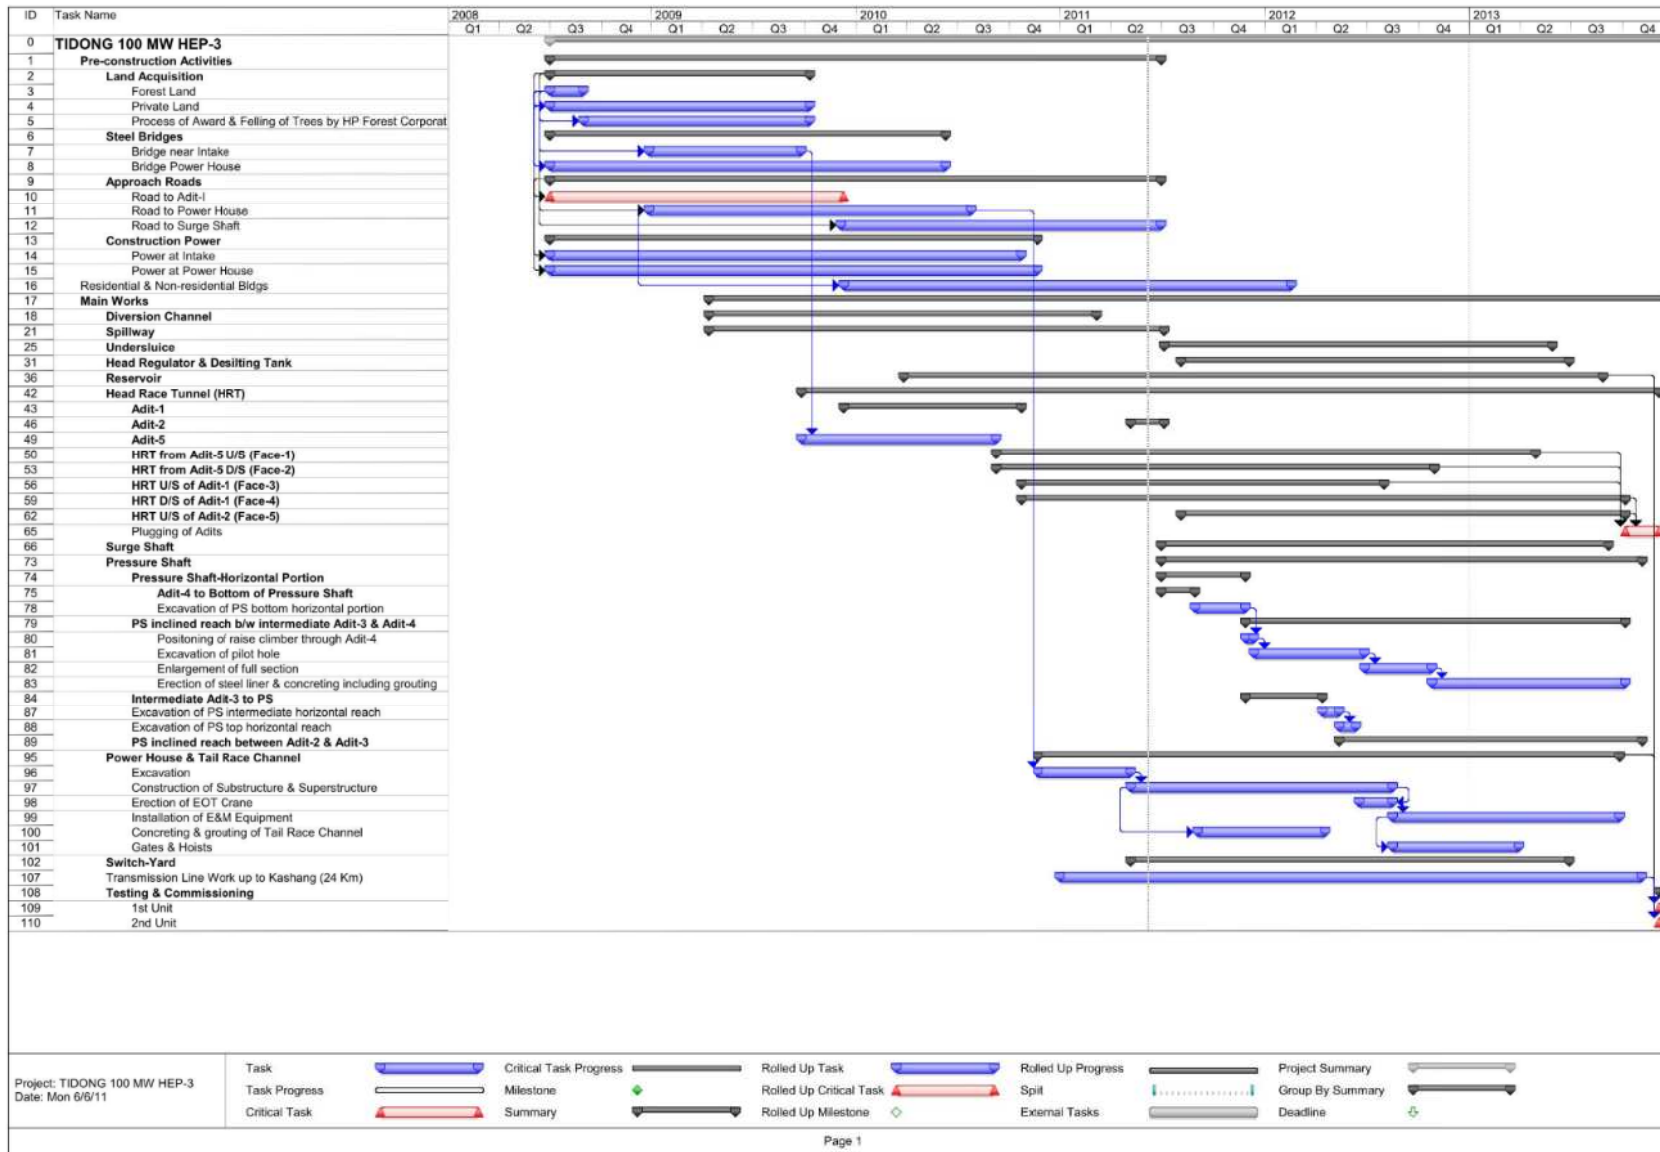 ID Task Name 2008 2009 2010 2011 2012 2013
Q1 Q2 Q3 Q4 Q1 Q2 Q3 Q4 Q1 Q2 Q3 Q4 Q1 Q2 Q3 Q4 Q1 Q2 Q3 Q4 Q1 Q2 Q3 Q4
0 TIDONG 100 MW HEP-3
1 Pre-construction Activities
2 Land Acquisition
3 Forest Land
4 Private Land
5 Process of Award & Felling of Trees by HP Forest Corporat
6 Steel Bridges
7 Bridge near Intake
8 Bridge Power House
9 Approach Roads
10 Road to Adit-I
11 Road to Power House
12 Road to Surge Shaft
13 Construction Power
14 Power at Intake
15 Power at Power House
16 Residential & Non-residential Bldgs
17 Main Works
18 Diversion Channel
21 Spillway
25 Undersluice
31 Head Regulator & Desilting Tank
36 Reservoir
42 Head Race Tunnel (HRT)
43 Adit-1
46 Adit-2
49 Adit-5
50 HRT from Adit-5 U/S (Face-1)
53 HRT from Adit-5 D/S (Face-2)
56 HRT U/S of Adit-1 (Face-3)
59 HRT D/S of Adit-1 (Face-4)
62 HRT U/S of Adit-2 (Face-5)
65 Plugging of Adits
66 Surge Shaft
73 Pressure Shaft
74 Pressure Shaft-Horizontal Portion
75 Adit-4 to Bottom of Pressure Shaft
78 Excavation of PS bottom horizontal portion
79 PS inclined reach b/w intermediate Adit-3 & Adit-4
80 Positoning of raise climber through Adit-4
81 Excavation of pilot hole
82 Enlargement of full section
83 Erection of steel liner & concreting including grouting
84 Intermediate Adit-3 to PS
87 Excavation of PS intermediate horizontal reach
88 Excavation of PS top horizontal reach
89 PS inclined reach between Adit-2 & Adit-3
95 Power House & Tail Race Channel
96 Excavation
97 Construction of Substructure & Superstructure
98 Erection of EOT Crane
99 Installation of E&M Equipment
100 Concreting & grouting of Tail Race Channel
101 Gates & Hoists
102 Switch-Yard
107 Transmission Line Work up to Kashang (24 Km)
108 Testing & Commissioning
109 1st Unit
110 2nd Unit
Project: TIDONG 100 MW HEP-3
Date: Mon 6/6/11
Task Critical Task Progress Rolled Up Task Rolled Up Progress Project Summary
Task Progress Milestone Rolled Up Critical Task Split Group By Summary
Critical Task Summary Rolled Up Milestone External Tasks Deadline
Page 1